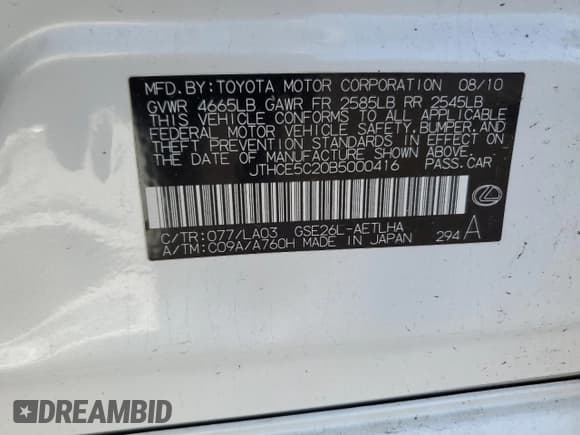 MFD.BY:TOYOTA MOTOR CORPORATION 08/10
GVWR 4665LB GAWR FR 2585LB RR 2545LB
THIS VEHICLE CONFORMS TO ALL APPLICABLE
FEDERAL MOTOR VEHICLE SAFETY,BUMPER,AND
THEFT PREVENTION STANDARDS IN EFFECT ON
THE DATE OF MANUFACTURE SHOWN ABOVE.
JTHCE5C20B5000416 PASS.CAR
C/TR:077/LA03 GSE26L-AETLHA
A/TM:C09A/A760H MADE IN JAPAN 294 A
DREAMBID